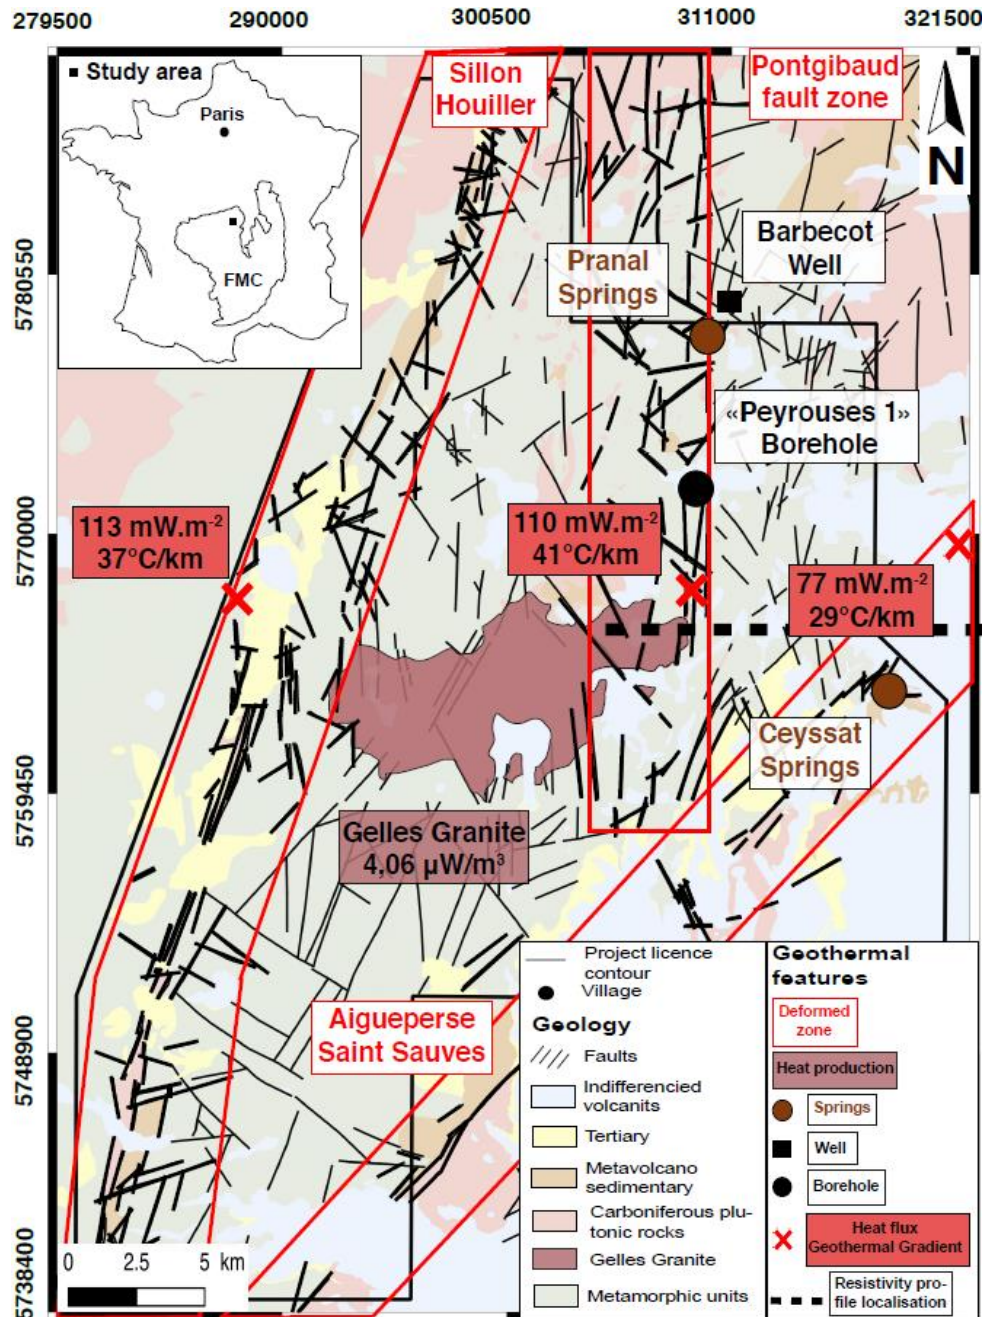 279500 290000 300500 311000 321500
Study area
Paris
FMC
Sillon
Houiller
Pontgibaud
fault zone
N
5780550
Pranal
Springs
Barbecot
Well
«Peyrouses 1»
Borehole
5770000
113 mW.m-2
37°C/km
110 mW.m-2
41°C/km
77 mW.m-2
29°C/km
5759450
Ceyssat
Springs
Gelles Granite
4,06 µW/m3
5748900
Aigueperse
Saint Sauves
5738400
0 2.5 5 km
Project licence
contour
Village
Geology
Faults
Indifferencied
volcanits
Tertiary
Metavolcano
sedimentary
Carboniferous plu-
tonic rocks
Gelles Granite
Metamorphic units
Geothermal
features
Deformed
zone
Heat production
Springs
Well
Borehole
Heat flux
Geothermal Gradient
Resistivity pro-
file localisation